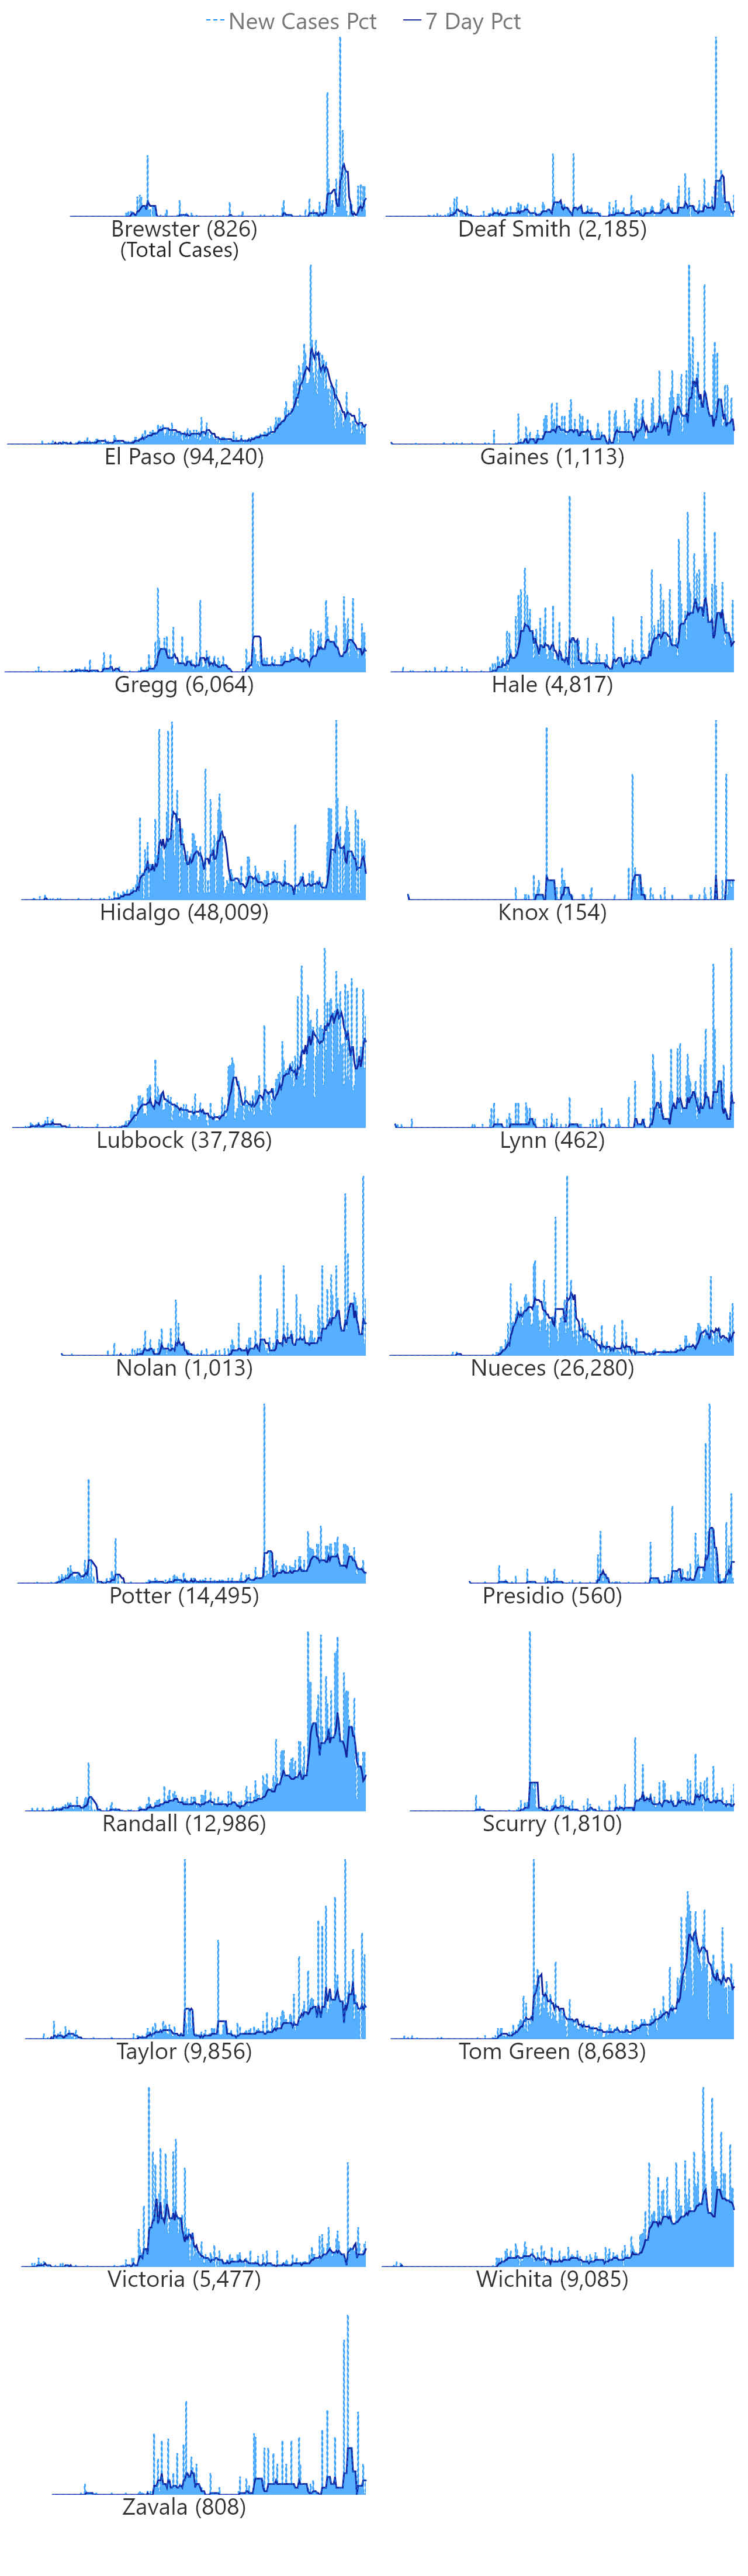 New Cases Pct 7 Day Pct
Brewster (826) Deaf Smith (2,185)
(Total Cases)
El Paso (94,240) Gaines (1,113)
Gregg (6,064) Hale (4,817)
Hidalgo (48,009) Knox (154)
Lubbock (37,786) Lynn (462)
Nolan (1,013) Nueces (26,280)
Potter (14,495) Presidio (560)
Randall (12,986) Scurry (1,810)
Taylor (9,856) Tom Green (8,683)
Victoria (5,477) Wichita (9,085)
Zavala (808)